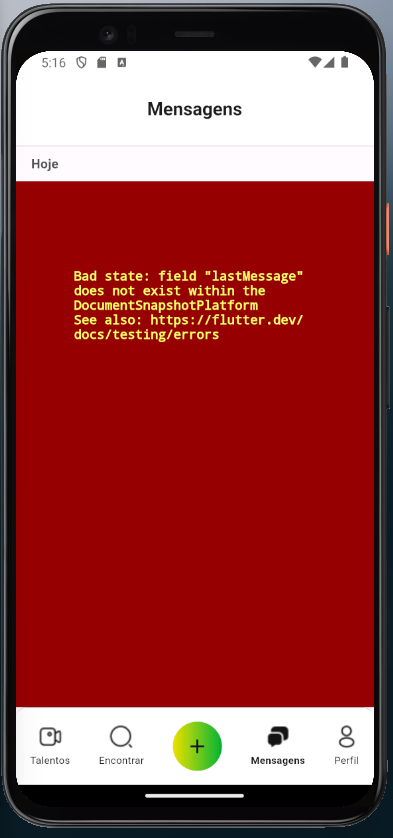 5:16
Mensagens
Hoje
Bad state: field "lastMessage"
does not exist within the
DocumentSnapshotPlatform
See also: https://flutter.dev/
docs/testing/errors
Talentos
Encontrar
+
Mensagens
Perfil